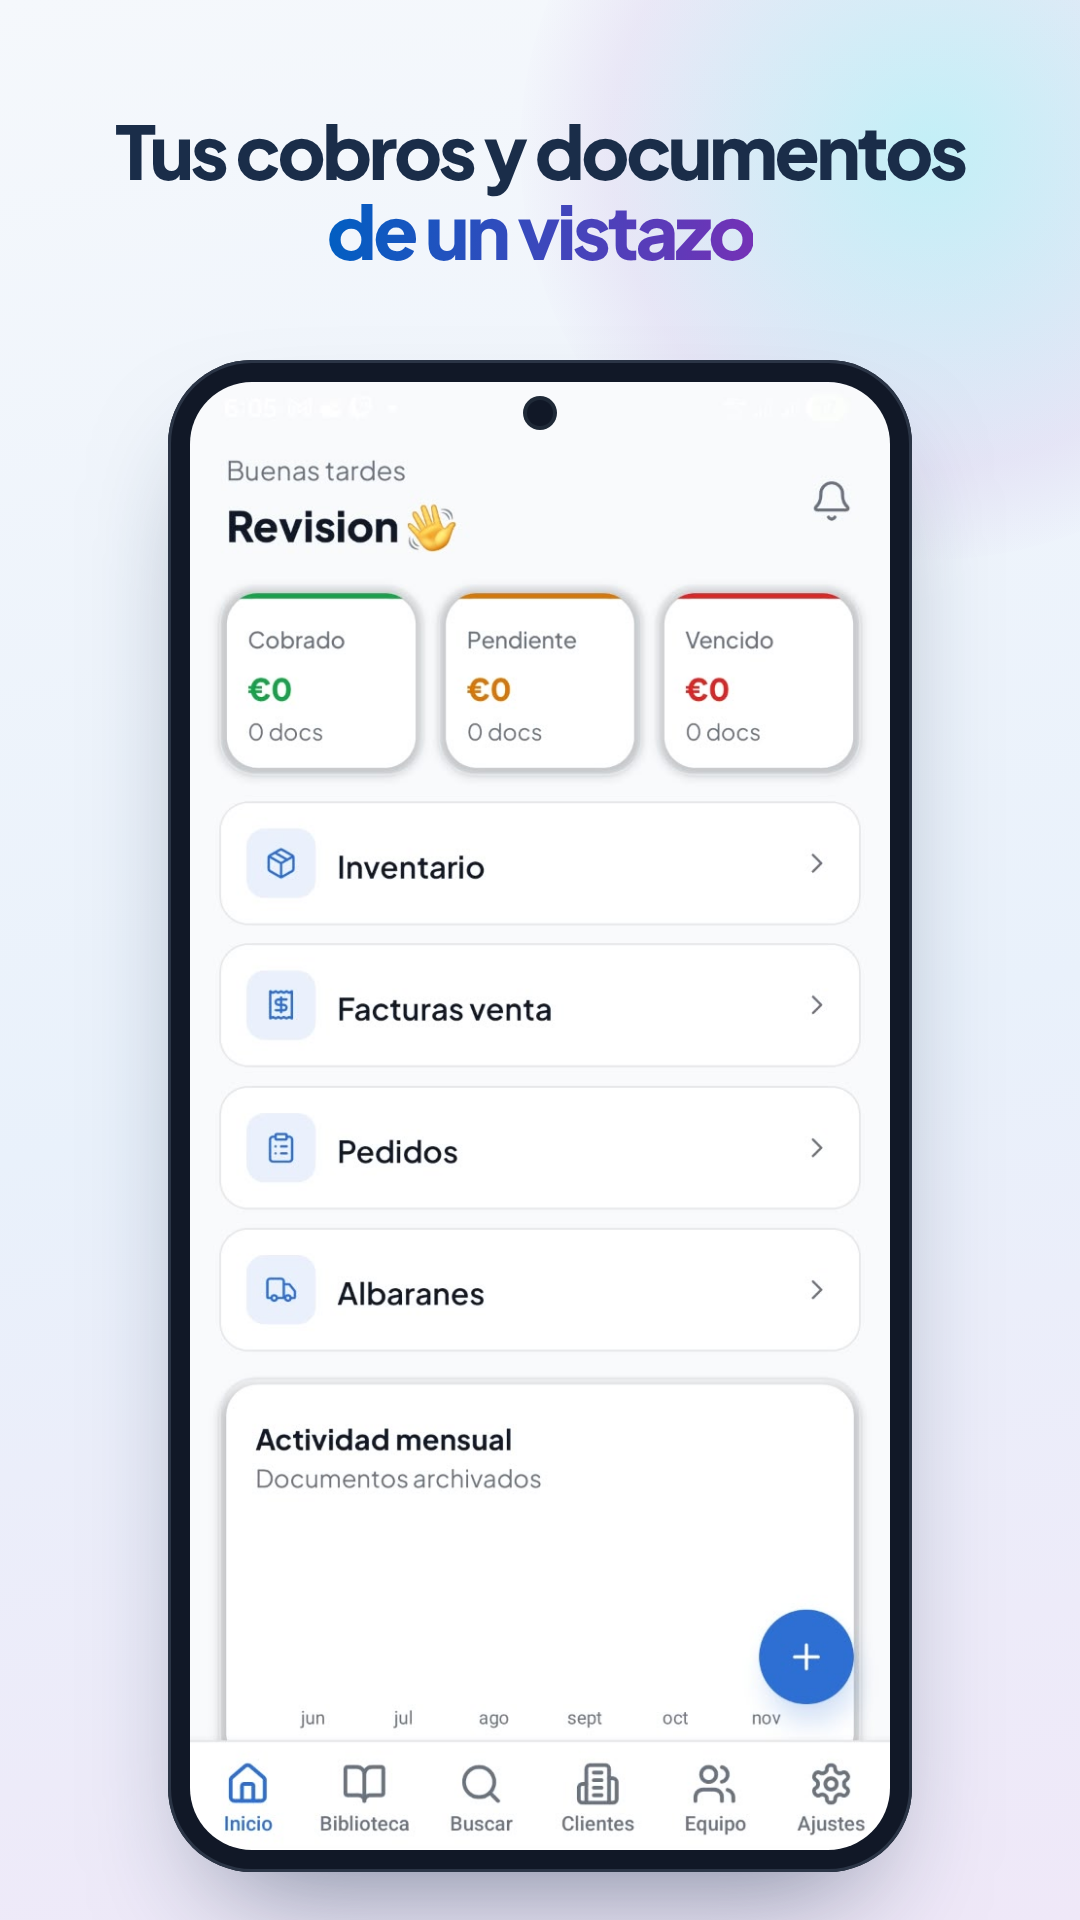 Tus cobros y documentos
de un vistazo
6:05
Buenas tardes
Revision
Cobrado
€0
0 docs
Pendiente
€0
0 docs
Vencido
€0
0 docs
Inventario
Facturas venta
Pedidos
Albaranes
Actividad mensual
Documentos archivados
jun jul ago sept oct nov
Inicio Biblioteca Buscar Clientes Equipo Ajustes